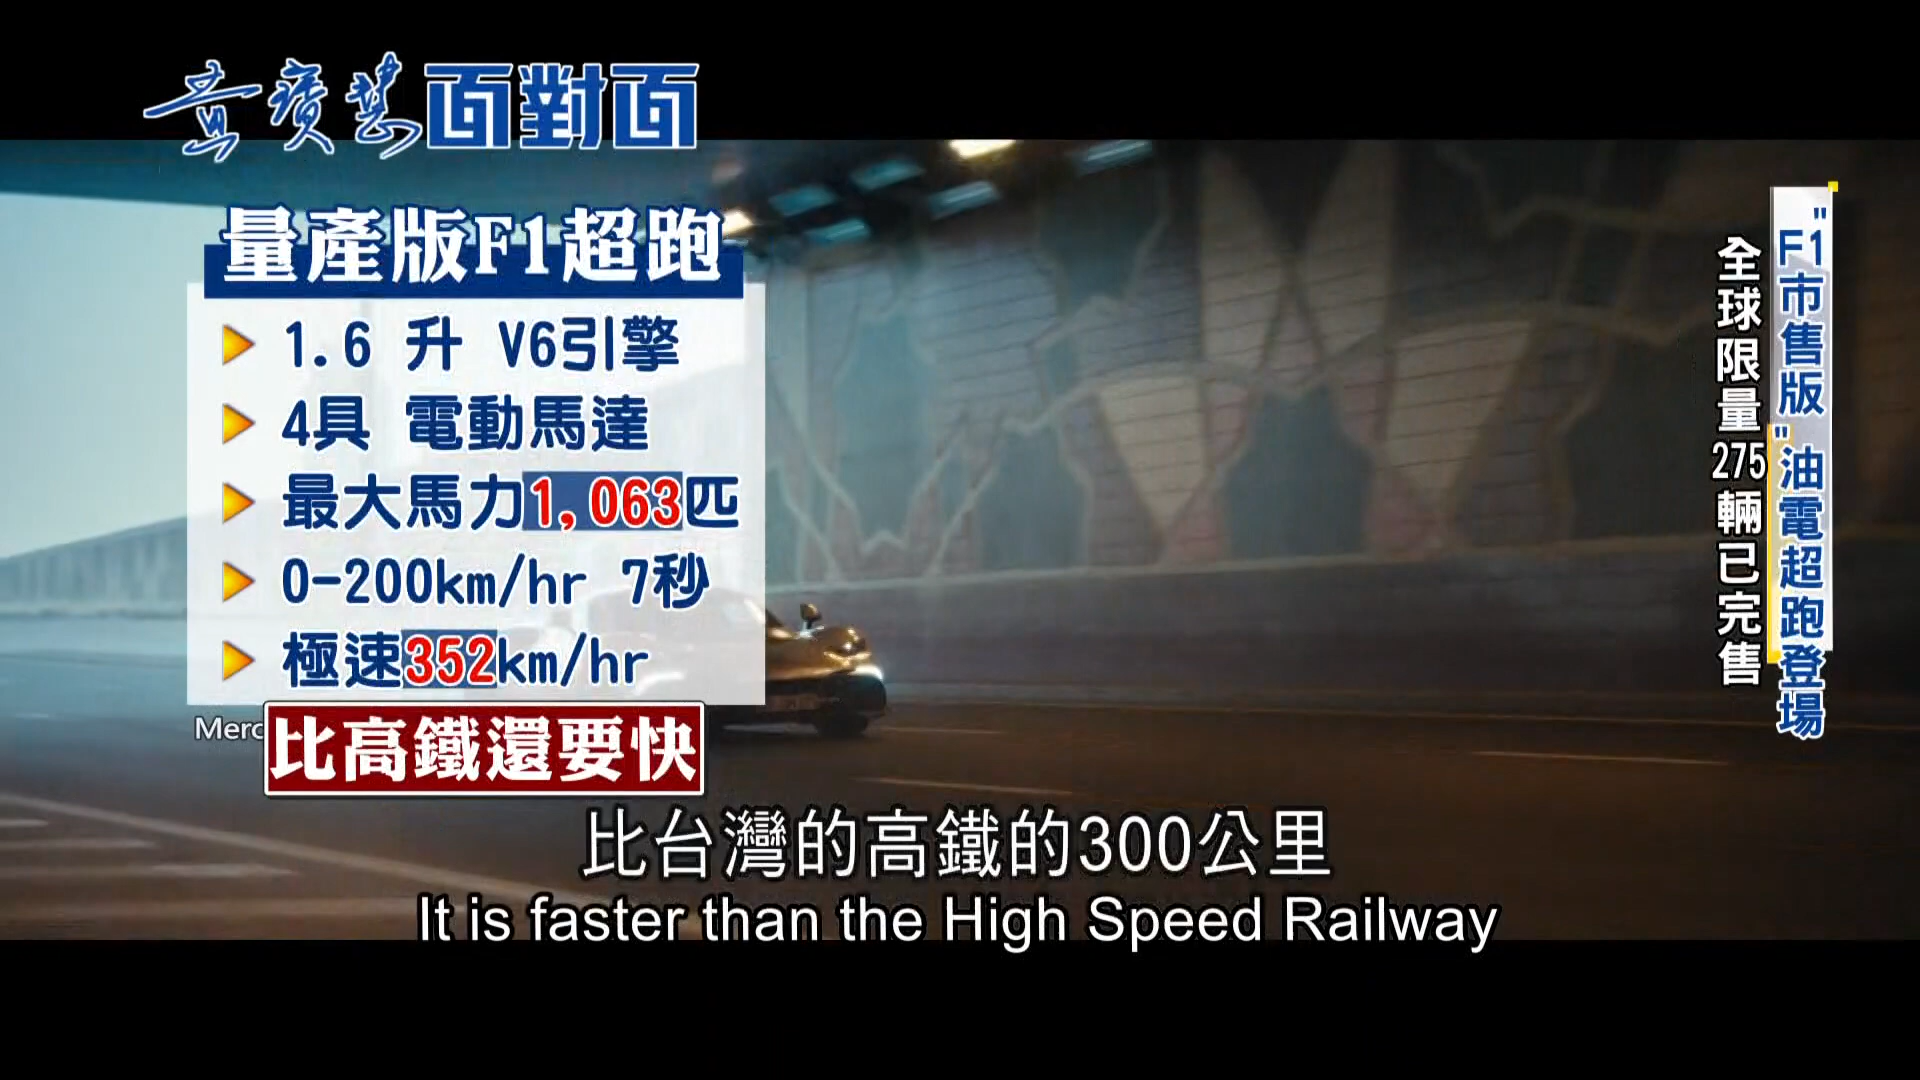 黃寶慧面對面
量產版F1超跑
1.6 升 V6引擎
4具 電動馬達
最大馬力1,063匹
0-200km/hr 7秒
極速352km/hr
Merc
比高鐵還要快
"F1市售版"油電超跑登場
全球限量275輛已完售
比台灣的高鐵的300公里
It is faster than the High Speed Railway